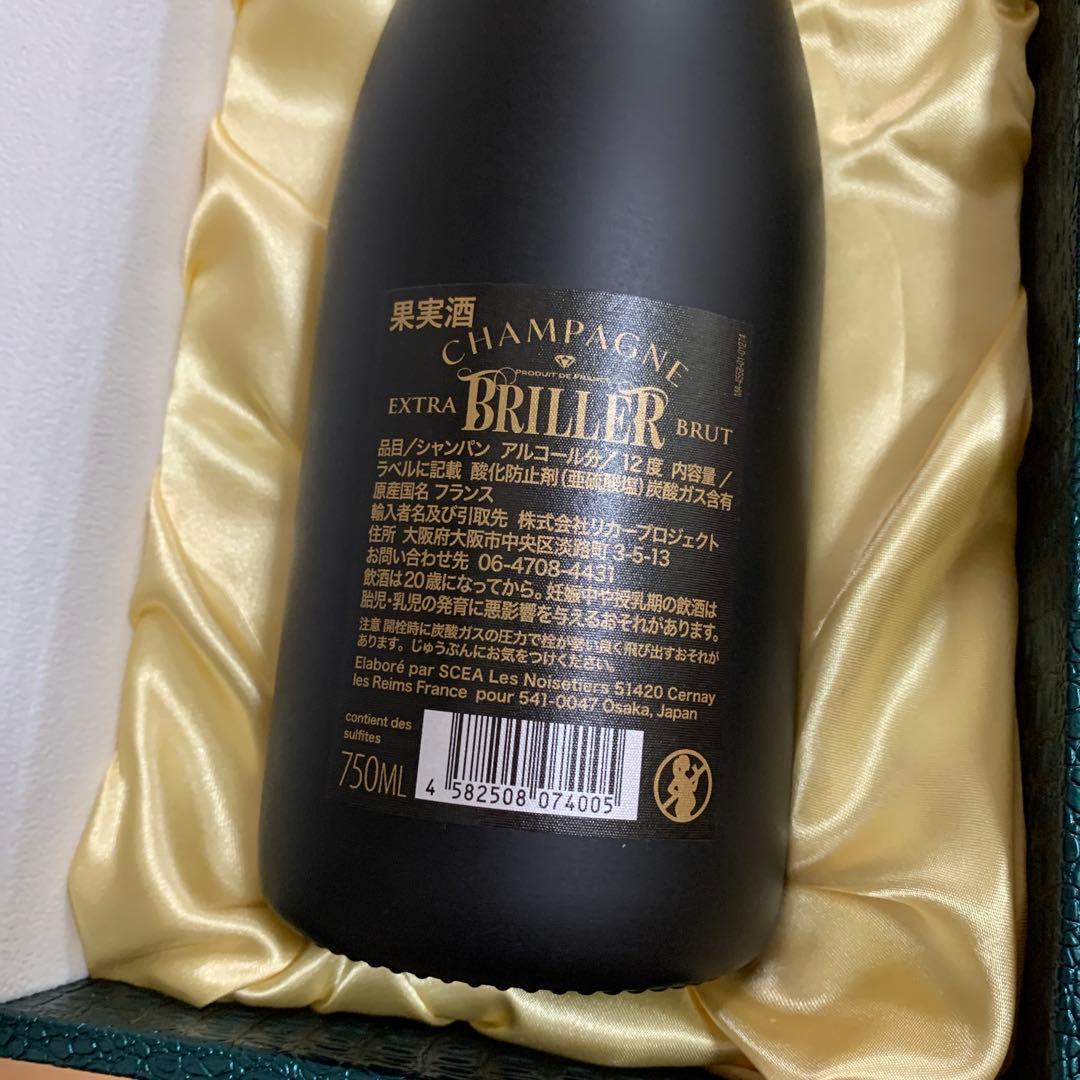 果実酒
CHAMPAGNE
PRODUIT DE FRANCE
EXTRA BRILLER BRUT
品目/シャンパン アルコール分/12度 内容量/
ラベルに記載 酸化防止剤(亜硫酸塩)炭酸ガス含有
原産国名 フランス
輸入者名及び引取先 株式会社リカープロジェクト
住所 大阪府大阪市中央区淡路町3-5-13
お問い合わせ先 06-4708-4431
飲酒は20歳になってから。妊娠中や授乳期の飲酒は
胎児・乳児の発育に悪影響を与えるおそれがあります。
注意 開栓時に炭酸ガスの圧力で栓が勢い良く飛び出すおそれが
あります。じゅうぶんにお気をつけください。
Elaboré par SCEA Les Noisetiers 51420 Cernay
les Reims France pour 541-0047 Osaka, Japan
contient des
sulfites
750ML
4 582508 074005
MA-4559-01-01274